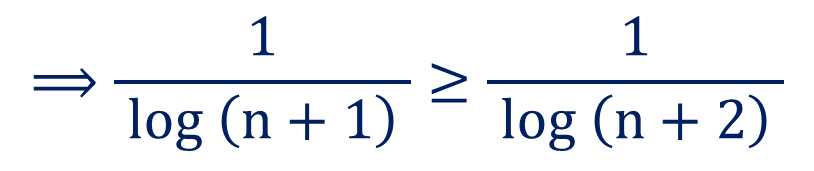 ⟹ 1/log (n + 1) ≥ 1/log (n + 2)